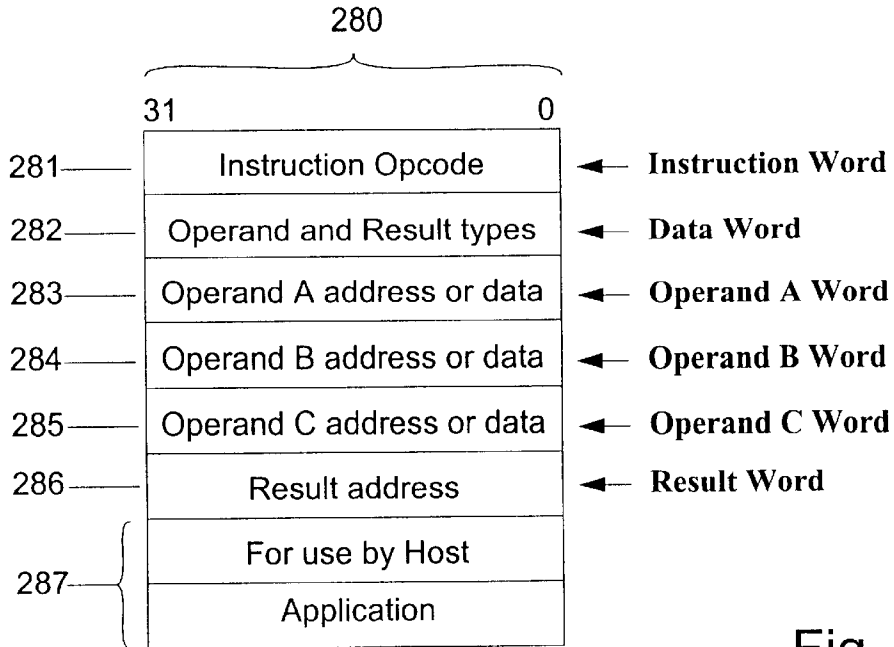 280
31 0
281 Instruction Opcode Instruction Word
282 Operand and Result types Data Word
283 Operand A address or data Operand A Word
284 Operand B address or data Operand B Word
285 Operand C address or data Operand C Word
286 Result address Result Word
For use by Host
287
Application
Fig